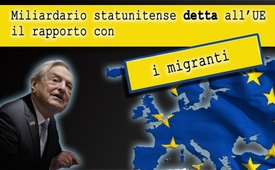 Miliardario statunitense detta all'UE
il rapporto con
i migranti